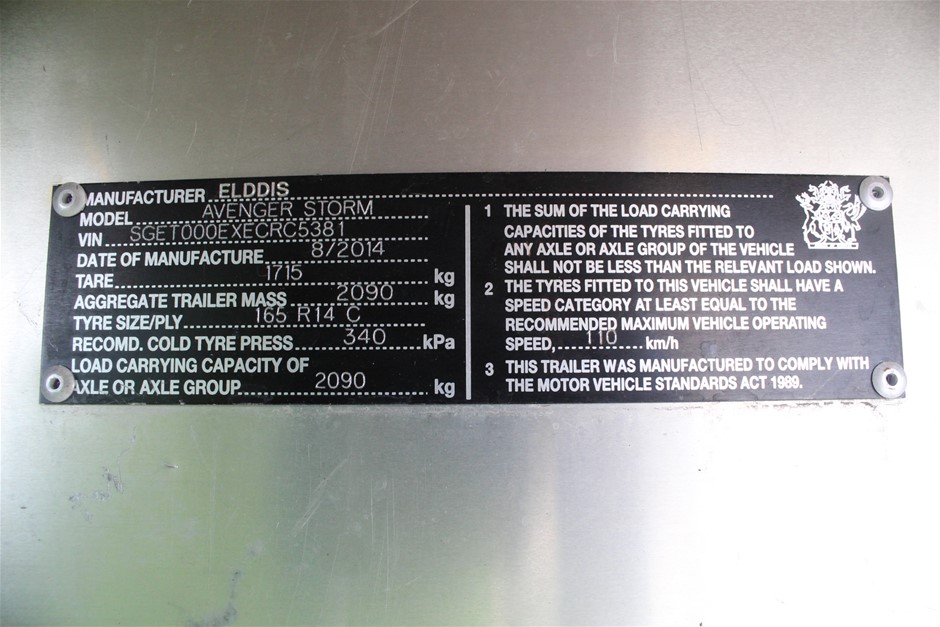 MANUFACTURER ELDDIS
MODEL AVENGER STORM
VIN SGET000EXECRC5381
DATE OF MANUFACTURE 8/2014
TARE 1715 kg
AGGREGATE TRAILER MASS 2090 kg
TYRE SIZE/PLY 165 R14 C
RECOMD. COLD TYRE PRESS. 340 kPa
LOAD CARRYING CAPACITY OF
AXLE OR AXLE GROUP 2090 kg
1 THE SUM OF THE LOAD CARRYING
CAPACITIES OF THE TYRES FITTED TO
ANY AXLE OR AXLE GROUP OF THE VEHICLE
SHALL NOT BE LESS THAN THE RELEVANT LOAD SHOWN.
2 THE TYRES FITTED TO THIS VEHICLE SHALL HAVE A
SPEED CATEGORY AT LEAST EQUAL TO THE
RECOMMENDED MAXIMUM VEHICLE OPERATING
SPEED, 110 km/h
3 THIS TRAILER WAS MANUFACTURED TO COMPLY WITH
THE MOTOR VEHICLE STANDARDS ACT 1989.